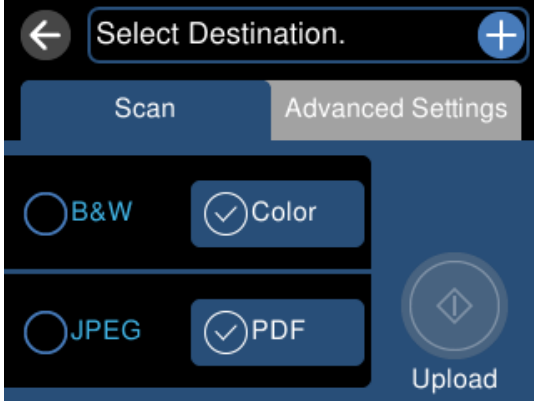 Select Destination.
Scan
Advanced Settings
B&W
Color
JPEG
PDF
Upload